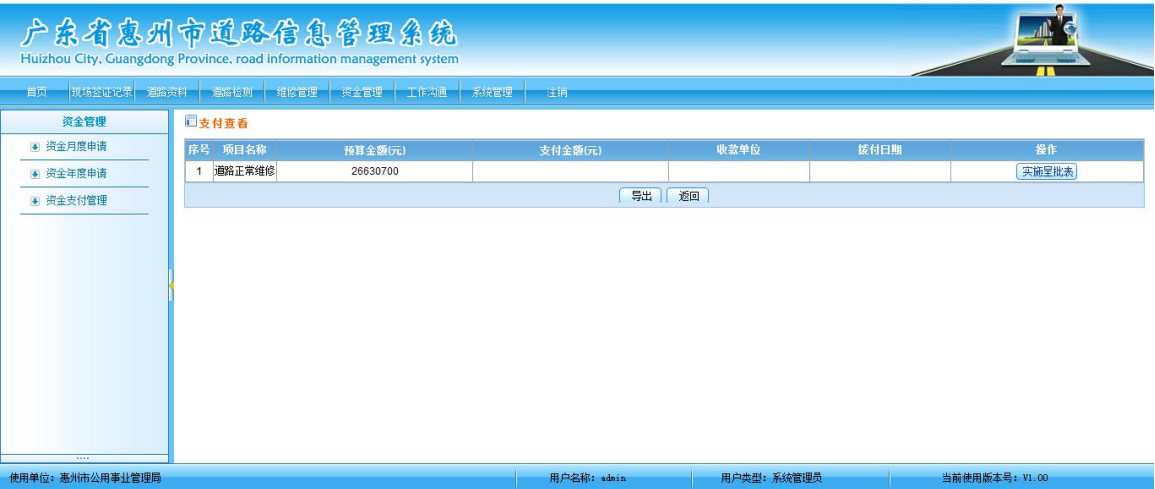 广东省惠州市道路信息管理系统
Huizhou City, Guangdong Province, road information management system
首页 现场签证记录 道路资料 道路检测 维修管理 资金管理 工作沟通 系统管理 注销
资金管理
资金月度申请
资金年度申请
资金支付管理
支付查看
序号 项目名称 预算金额(元) 支付金额(元) 收款单位 拨付日期 操作
1 道路正常维修 26630700 实施呈批表
导出 返回
使用单位：惠州市公用事业管理局 用户名称：admin 用户类型：系统管理员 当前使用版本号：V1.00